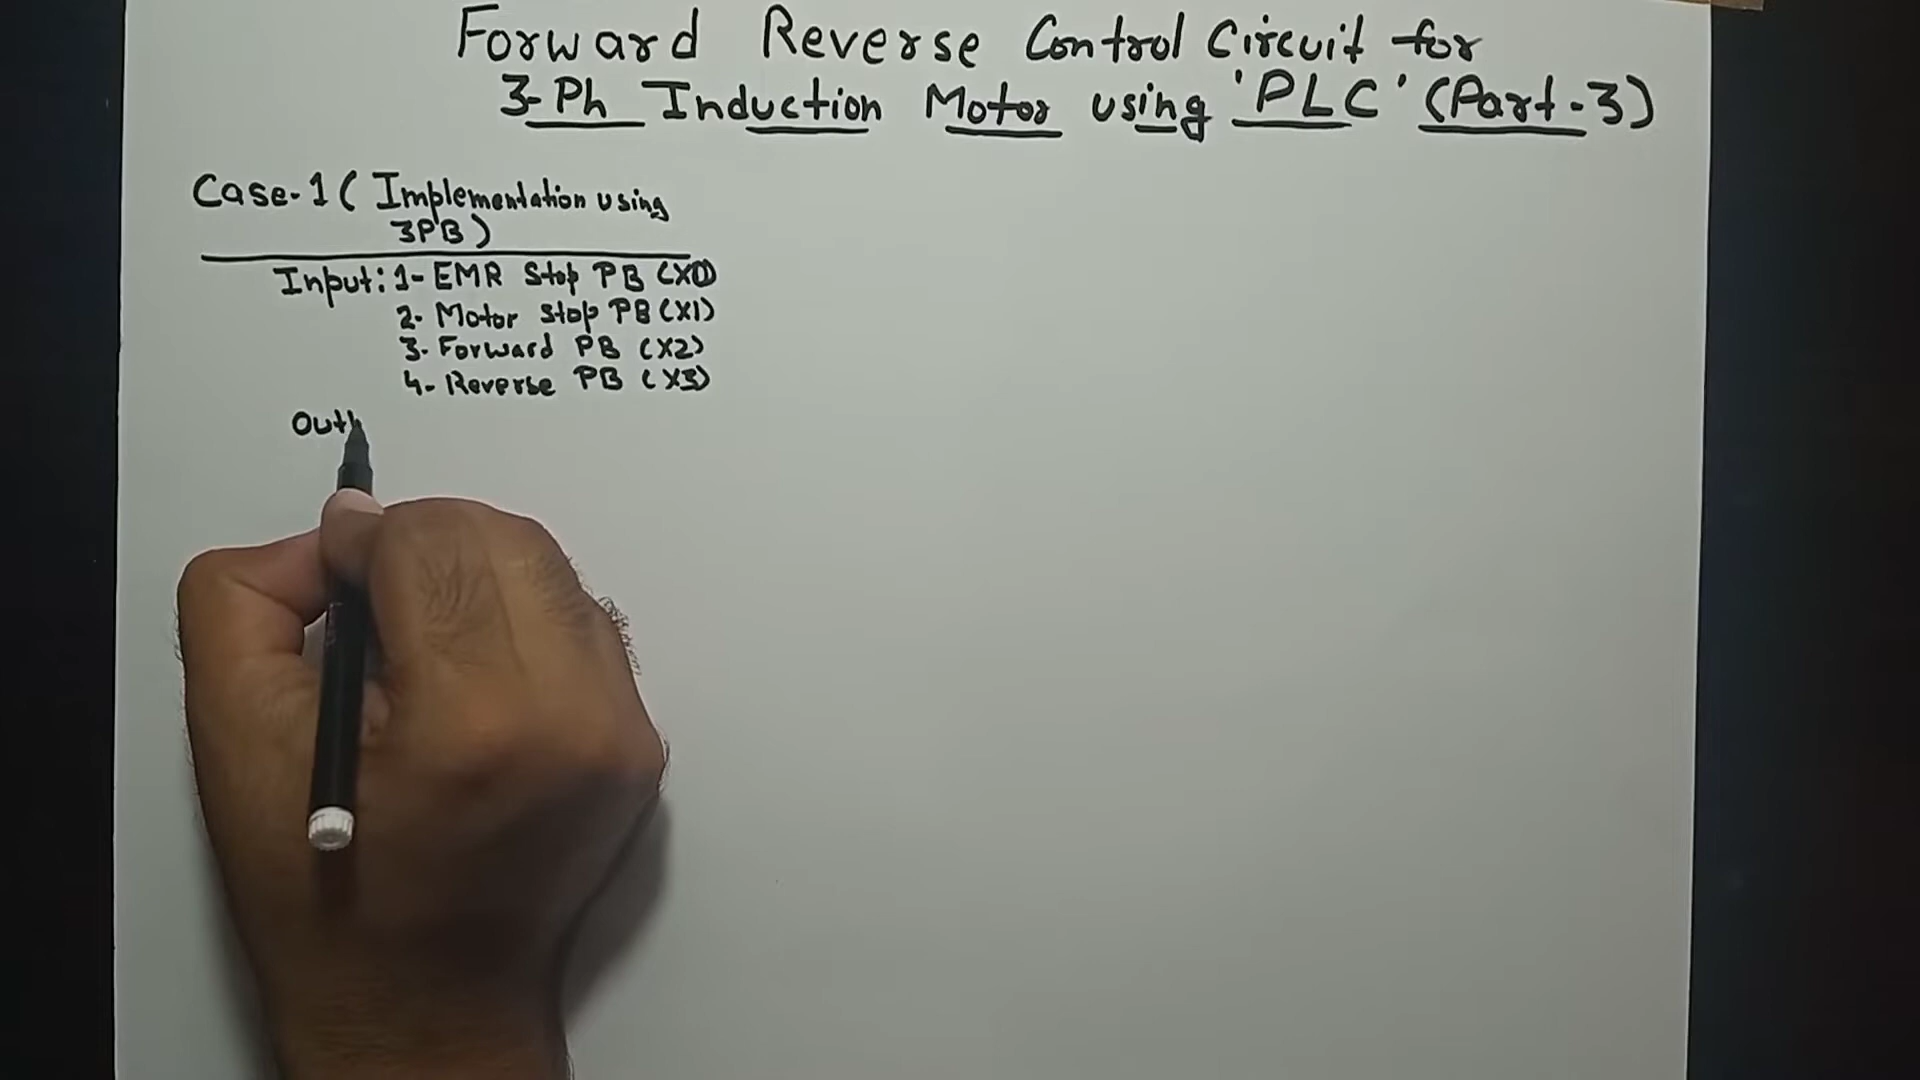 Forward Reverse Control Circuit for
3-Ph Induction Motor using 'PLC' (Part-3)
Case-1 ( Implementation using
3PB )
Input: 1- EMR Stop PB (X0)
2- Motor Stop PB (X1)
3- Forward PB (X2)
4- Reverse PB (X3)
Outp